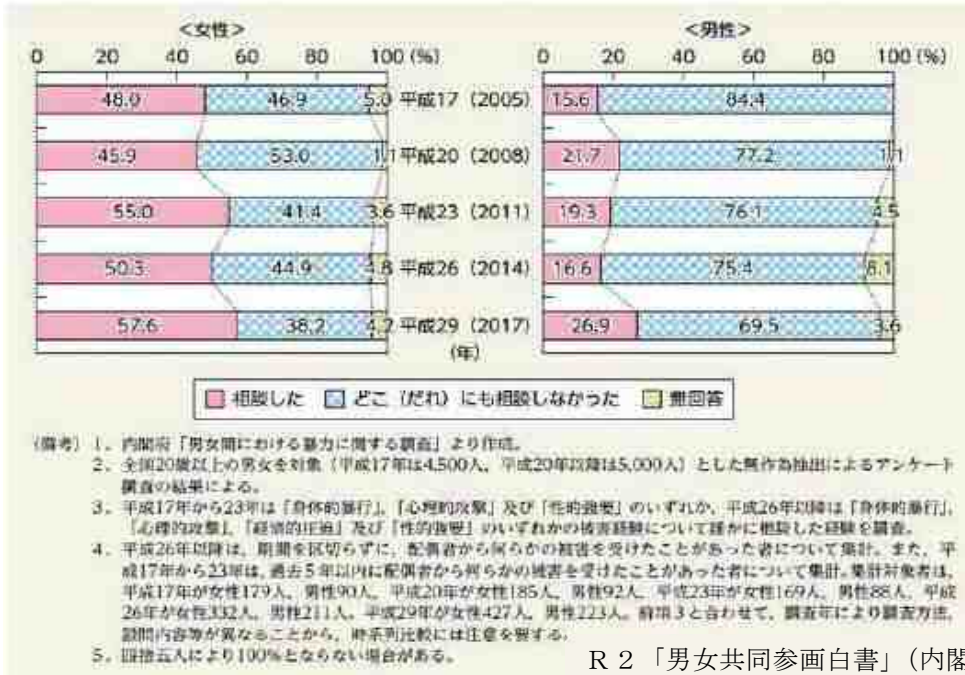 <女性> <男性>
0 20 40 60 80 100 (%) 0 20 40 60 80 100 (%)
48.0 46.9 5.0 平成17 (2005) 15.6 84.4
45.9 53.0 1.1 平成20 (2008) 21.7 77.2 1.1
55.0 41.4 3.6 平成23 (2011) 19.3 76.1 4.5
50.3 44.9 4.8 平成26 (2014) 16.6 75.4 8.1
57.6 38.2 4.2 平成29 (2017) 26.9 69.5 3.6
(年)
相談した どこ (だれ) にも相談しなかった 無回答
(備考) 1. 内閣府「男女間における暴力に関する調査」より作成。
2. 全国20歳以上の男女を対象 (平成17年は4,500人, 平成20年以降は5,000人) とした無作為抽出によるアンケート
調査の結果による。
3. 平成17年から23年は「身体的暴行」, 「心理的攻撃」及び「性的強要」のいずれか, 平成26年以降は「身体的暴行」,
「心理的攻撃」, 「経済的圧迫」及び「性的強要」のいずれかの被害経験について誰かに相談した経験を調査。
4. 平成26年以降は, 期間を区切らずに, 配偶者から何らかの被害を受けたことがあった者について集計。また, 平
成17年から23年は, 過去5年以内に配偶者から何らかの被害を受けたことがあった者について集計。集計対象者は,
平成17年が女性179人, 男性90人, 平成20年が女性185人, 男性92人, 平成23年が女性169人, 男性88人, 平成
26年が女性332人, 男性211人, 平成29年が女性427人, 男性223人。前項3と合わせて, 調査年により調査方法,
設問内容等が異なることから, 時系列比較には注意を要する。
5. 四捨五入により100%とならない場合がある。
R2「男女共同参画白書」(内閣